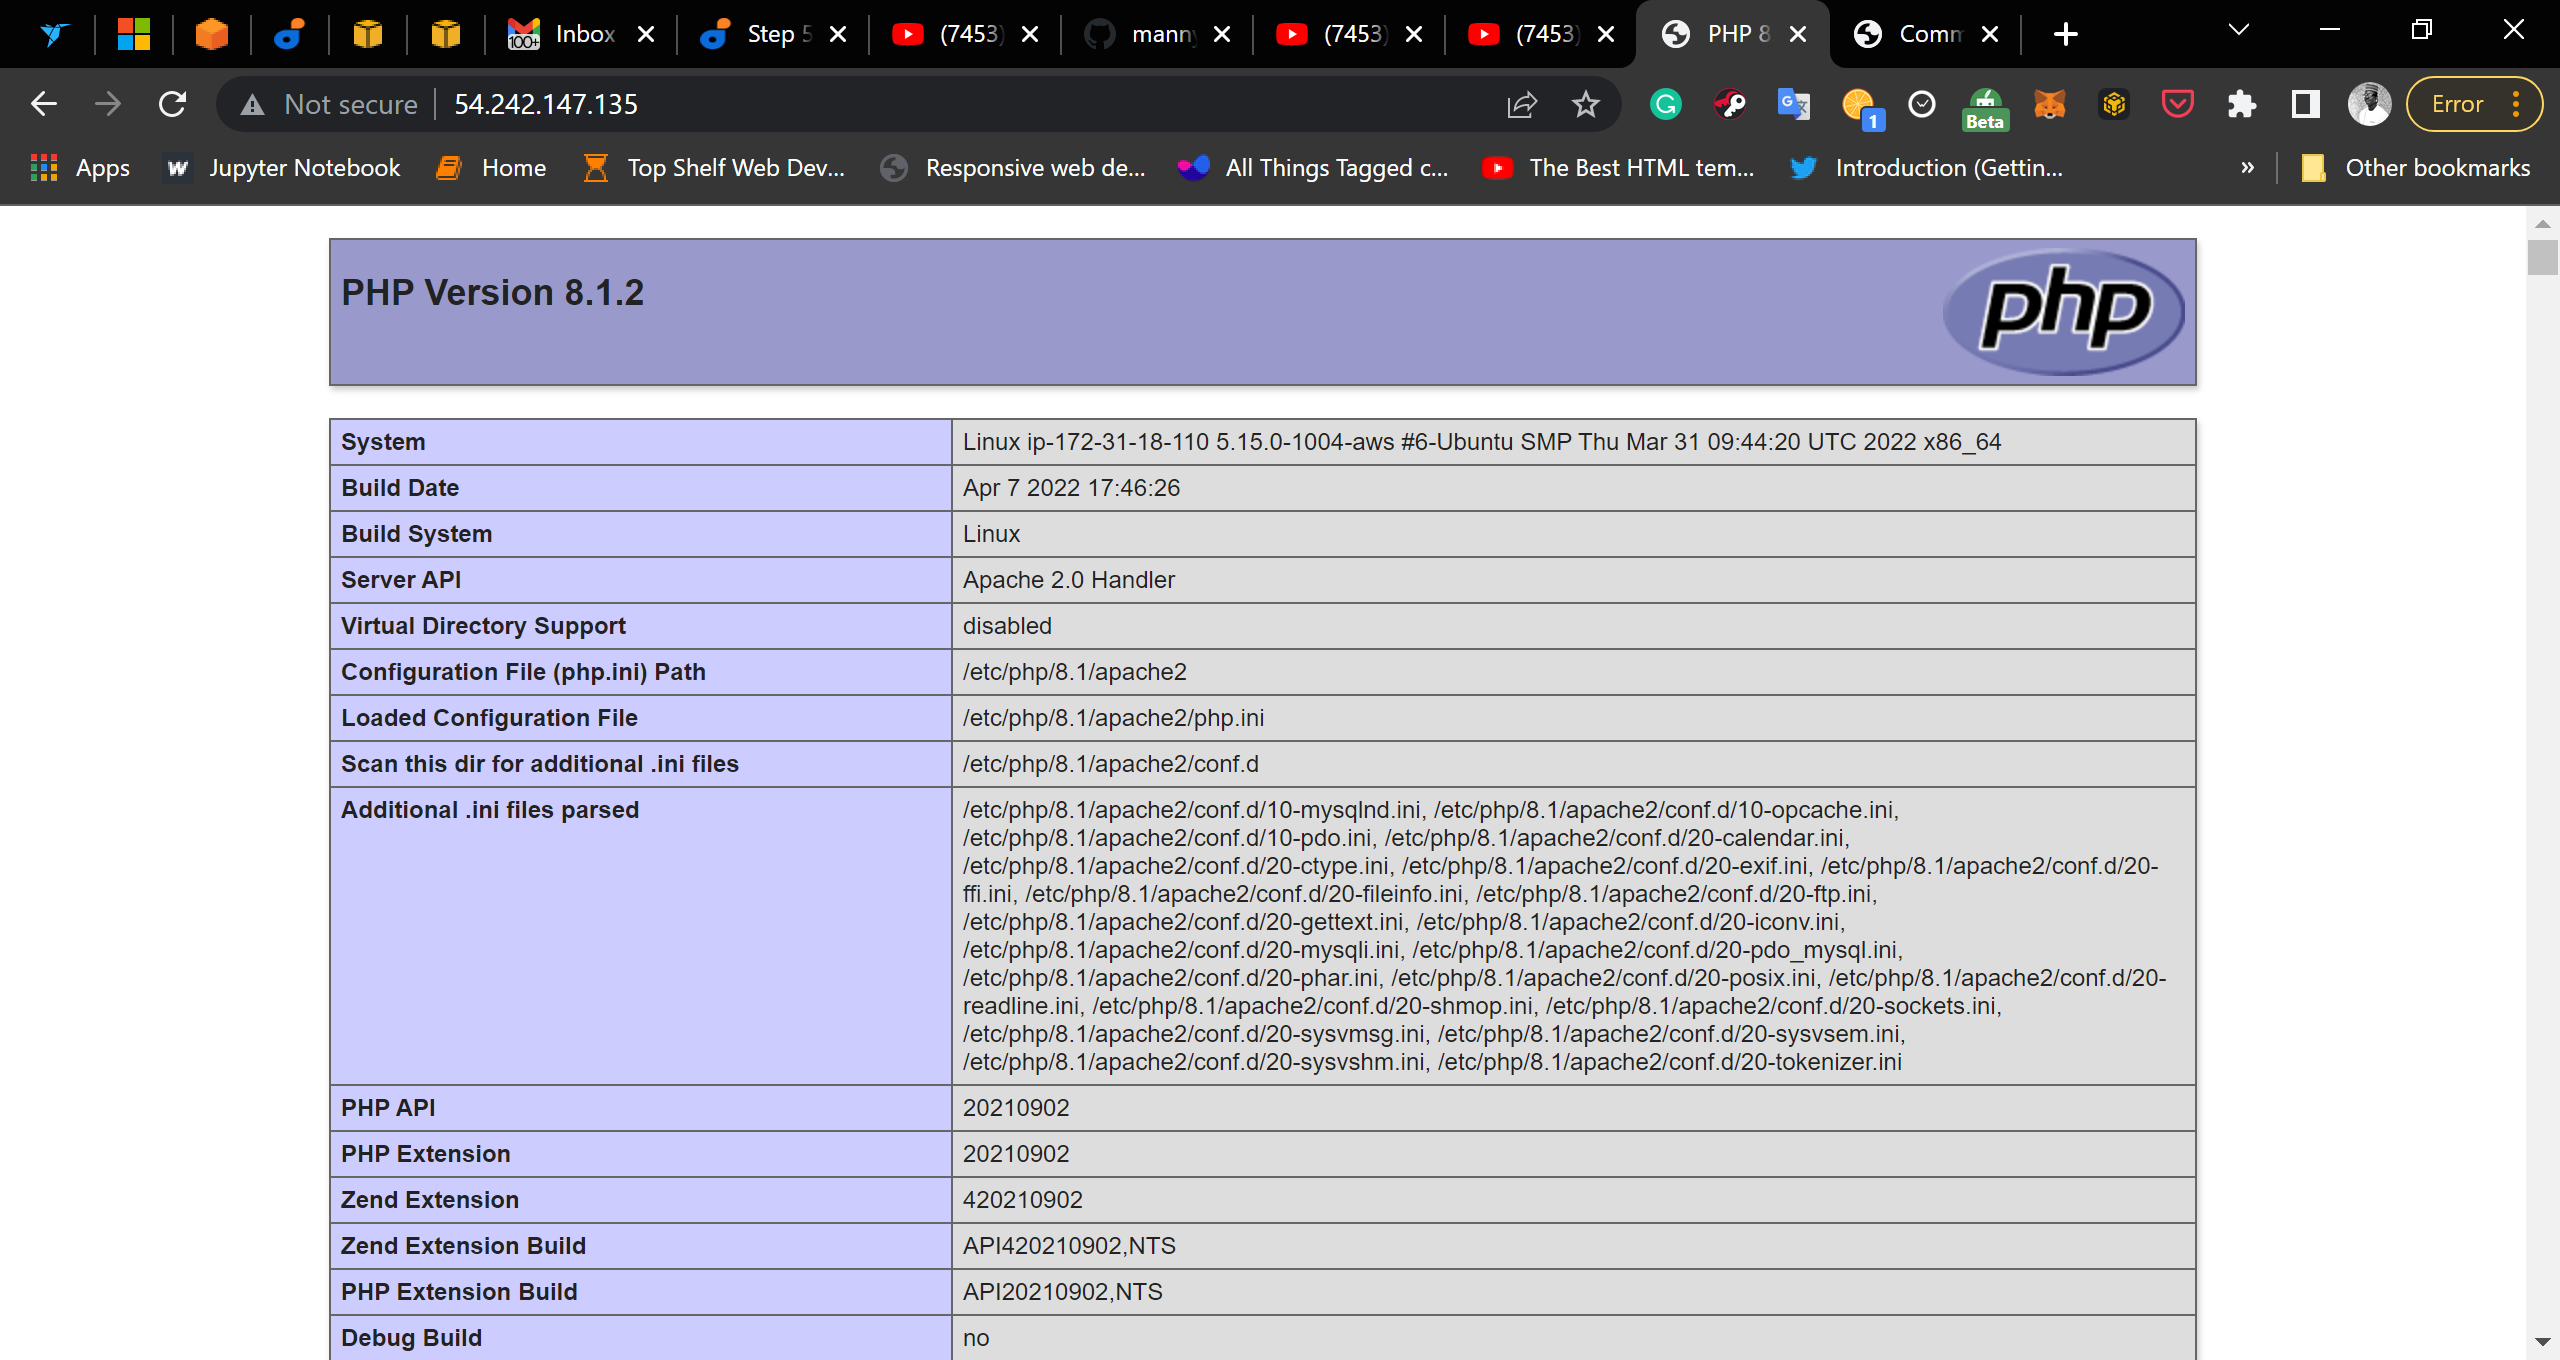 Inbox
Step 5
(7453)
mann
(7453)
(7453)
PHP 8
Comm
100+
Not secure
54.242.147.135
1
Beta
Error
Apps
Jupyter Notebook
Home
Top Shelf Web Dev...
Responsive web de...
All Things Tagged c...
The Best HTML tem...
Introduction (Gettin...
»
Other bookmarks
PHP Version 8.1.2
php
System Linux ip-172-31-18-110 5.15.0-1004-aws #6-Ubuntu SMP Thu Mar 31 09:44:20 UTC 2022 x86_64
Build Date Apr 7 2022 17:46:26
Build System Linux
Server API Apache 2.0 Handler
Virtual Directory Support disabled
Configuration File (php.ini) Path /etc/php/8.1/apache2
Loaded Configuration File /etc/php/8.1/apache2/php.ini
Scan this dir for additional .ini files /etc/php/8.1/apache2/conf.d
Additional .ini files parsed /etc/php/8.1/apache2/conf.d/10-mysqlnd.ini, /etc/php/8.1/apache2/conf.d/10-opcache.ini,
/etc/php/8.1/apache2/conf.d/10-pdo.ini, /etc/php/8.1/apache2/conf.d/20-calendar.ini,
/etc/php/8.1/apache2/conf.d/20-ctype.ini, /etc/php/8.1/apache2/conf.d/20-exif.ini, /etc/php/8.1/apache2/conf.d/20-
ffi.ini, /etc/php/8.1/apache2/conf.d/20-fileinfo.ini, /etc/php/8.1/apache2/conf.d/20-ftp.ini,
/etc/php/8.1/apache2/conf.d/20-gettext.ini, /etc/php/8.1/apache2/conf.d/20-iconv.ini,
/etc/php/8.1/apache2/conf.d/20-mysqli.ini, /etc/php/8.1/apache2/conf.d/20-pdo_mysql.ini,
/etc/php/8.1/apache2/conf.d/20-phar.ini, /etc/php/8.1/apache2/conf.d/20-posix.ini, /etc/php/8.1/apache2/conf.d/20-
readline.ini, /etc/php/8.1/apache2/conf.d/20-shmop.ini, /etc/php/8.1/apache2/conf.d/20-sockets.ini,
/etc/php/8.1/apache2/conf.d/20-sysvmsg.ini, /etc/php/8.1/apache2/conf.d/20-sysvsem.ini,
/etc/php/8.1/apache2/conf.d/20-sysvshm.ini, /etc/php/8.1/apache2/conf.d/20-tokenizer.ini
PHP API 20210902
PHP Extension 20210902
Zend Extension 420210902
Zend Extension Build API420210902,NTS
PHP Extension Build API20210902,NTS
Debug Build no